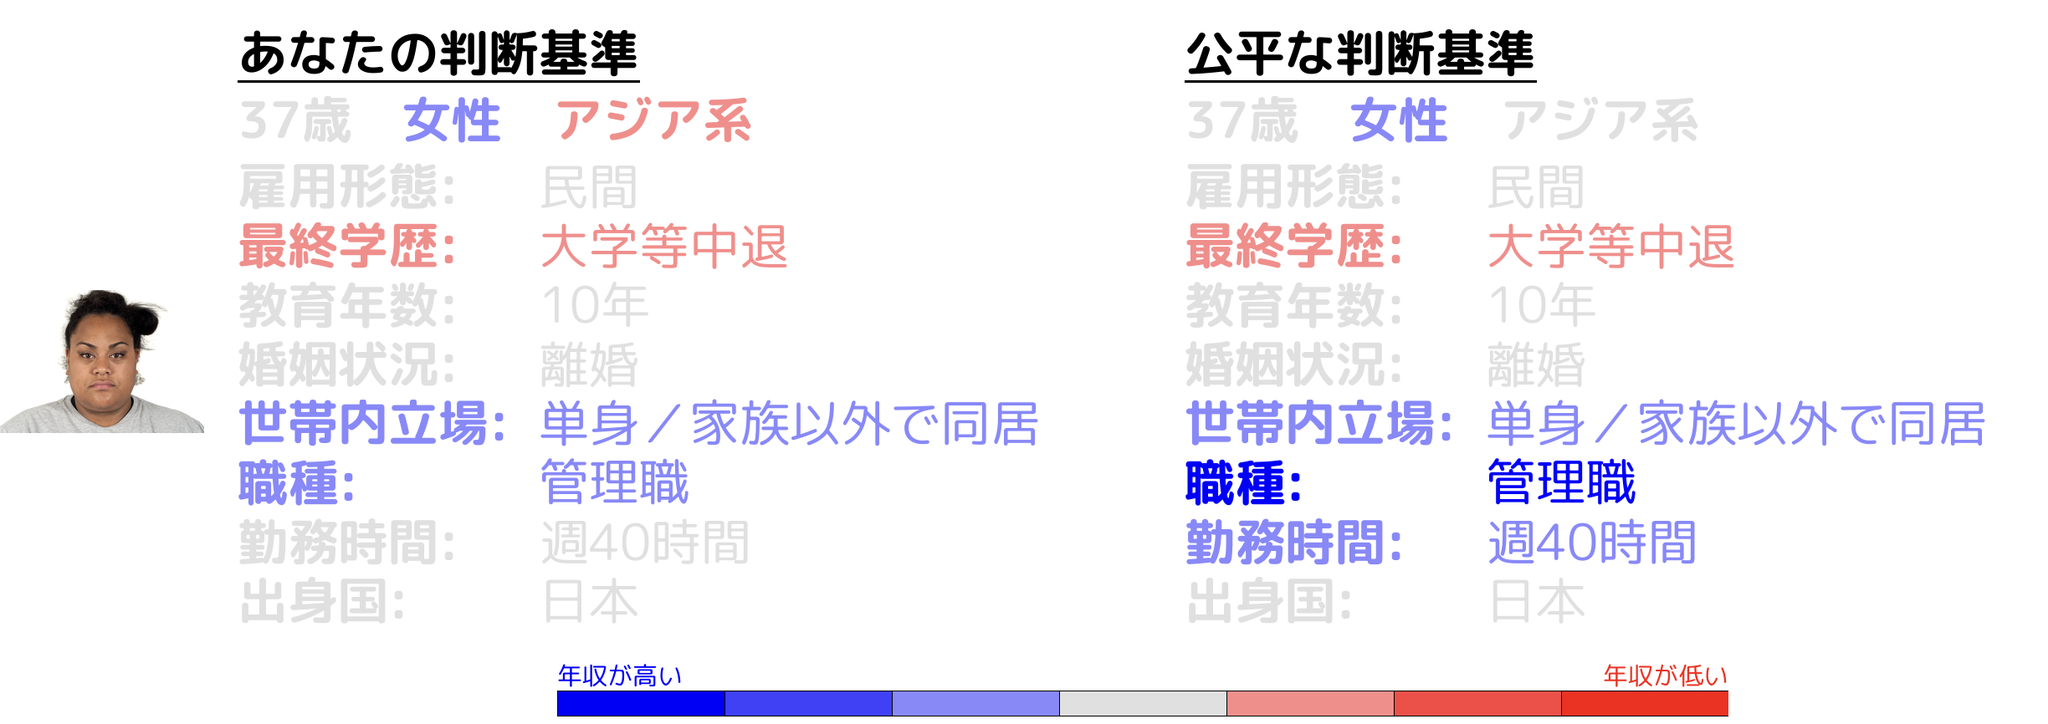 あなたの判断基準
37歳 女性 アジア系
雇用形態: 民間
最終学歴: 大学等中退
教育年数: 10年
婚姻状況: 離婚
世帯内立場: 単身／家族以外で同居
職種: 管理職
勤務時間: 週40時間
出身国: 日本
公平な判断基準
37歳 女性 アジア系
雇用形態: 民間
最終学歴: 大学等中退
教育年数: 10年
婚姻状況: 離婚
世帯内立場: 単身／家族以外で同居
職種: 管理職
勤務時間: 週40時間
出身国: 日本
年収が高い
年収が低い